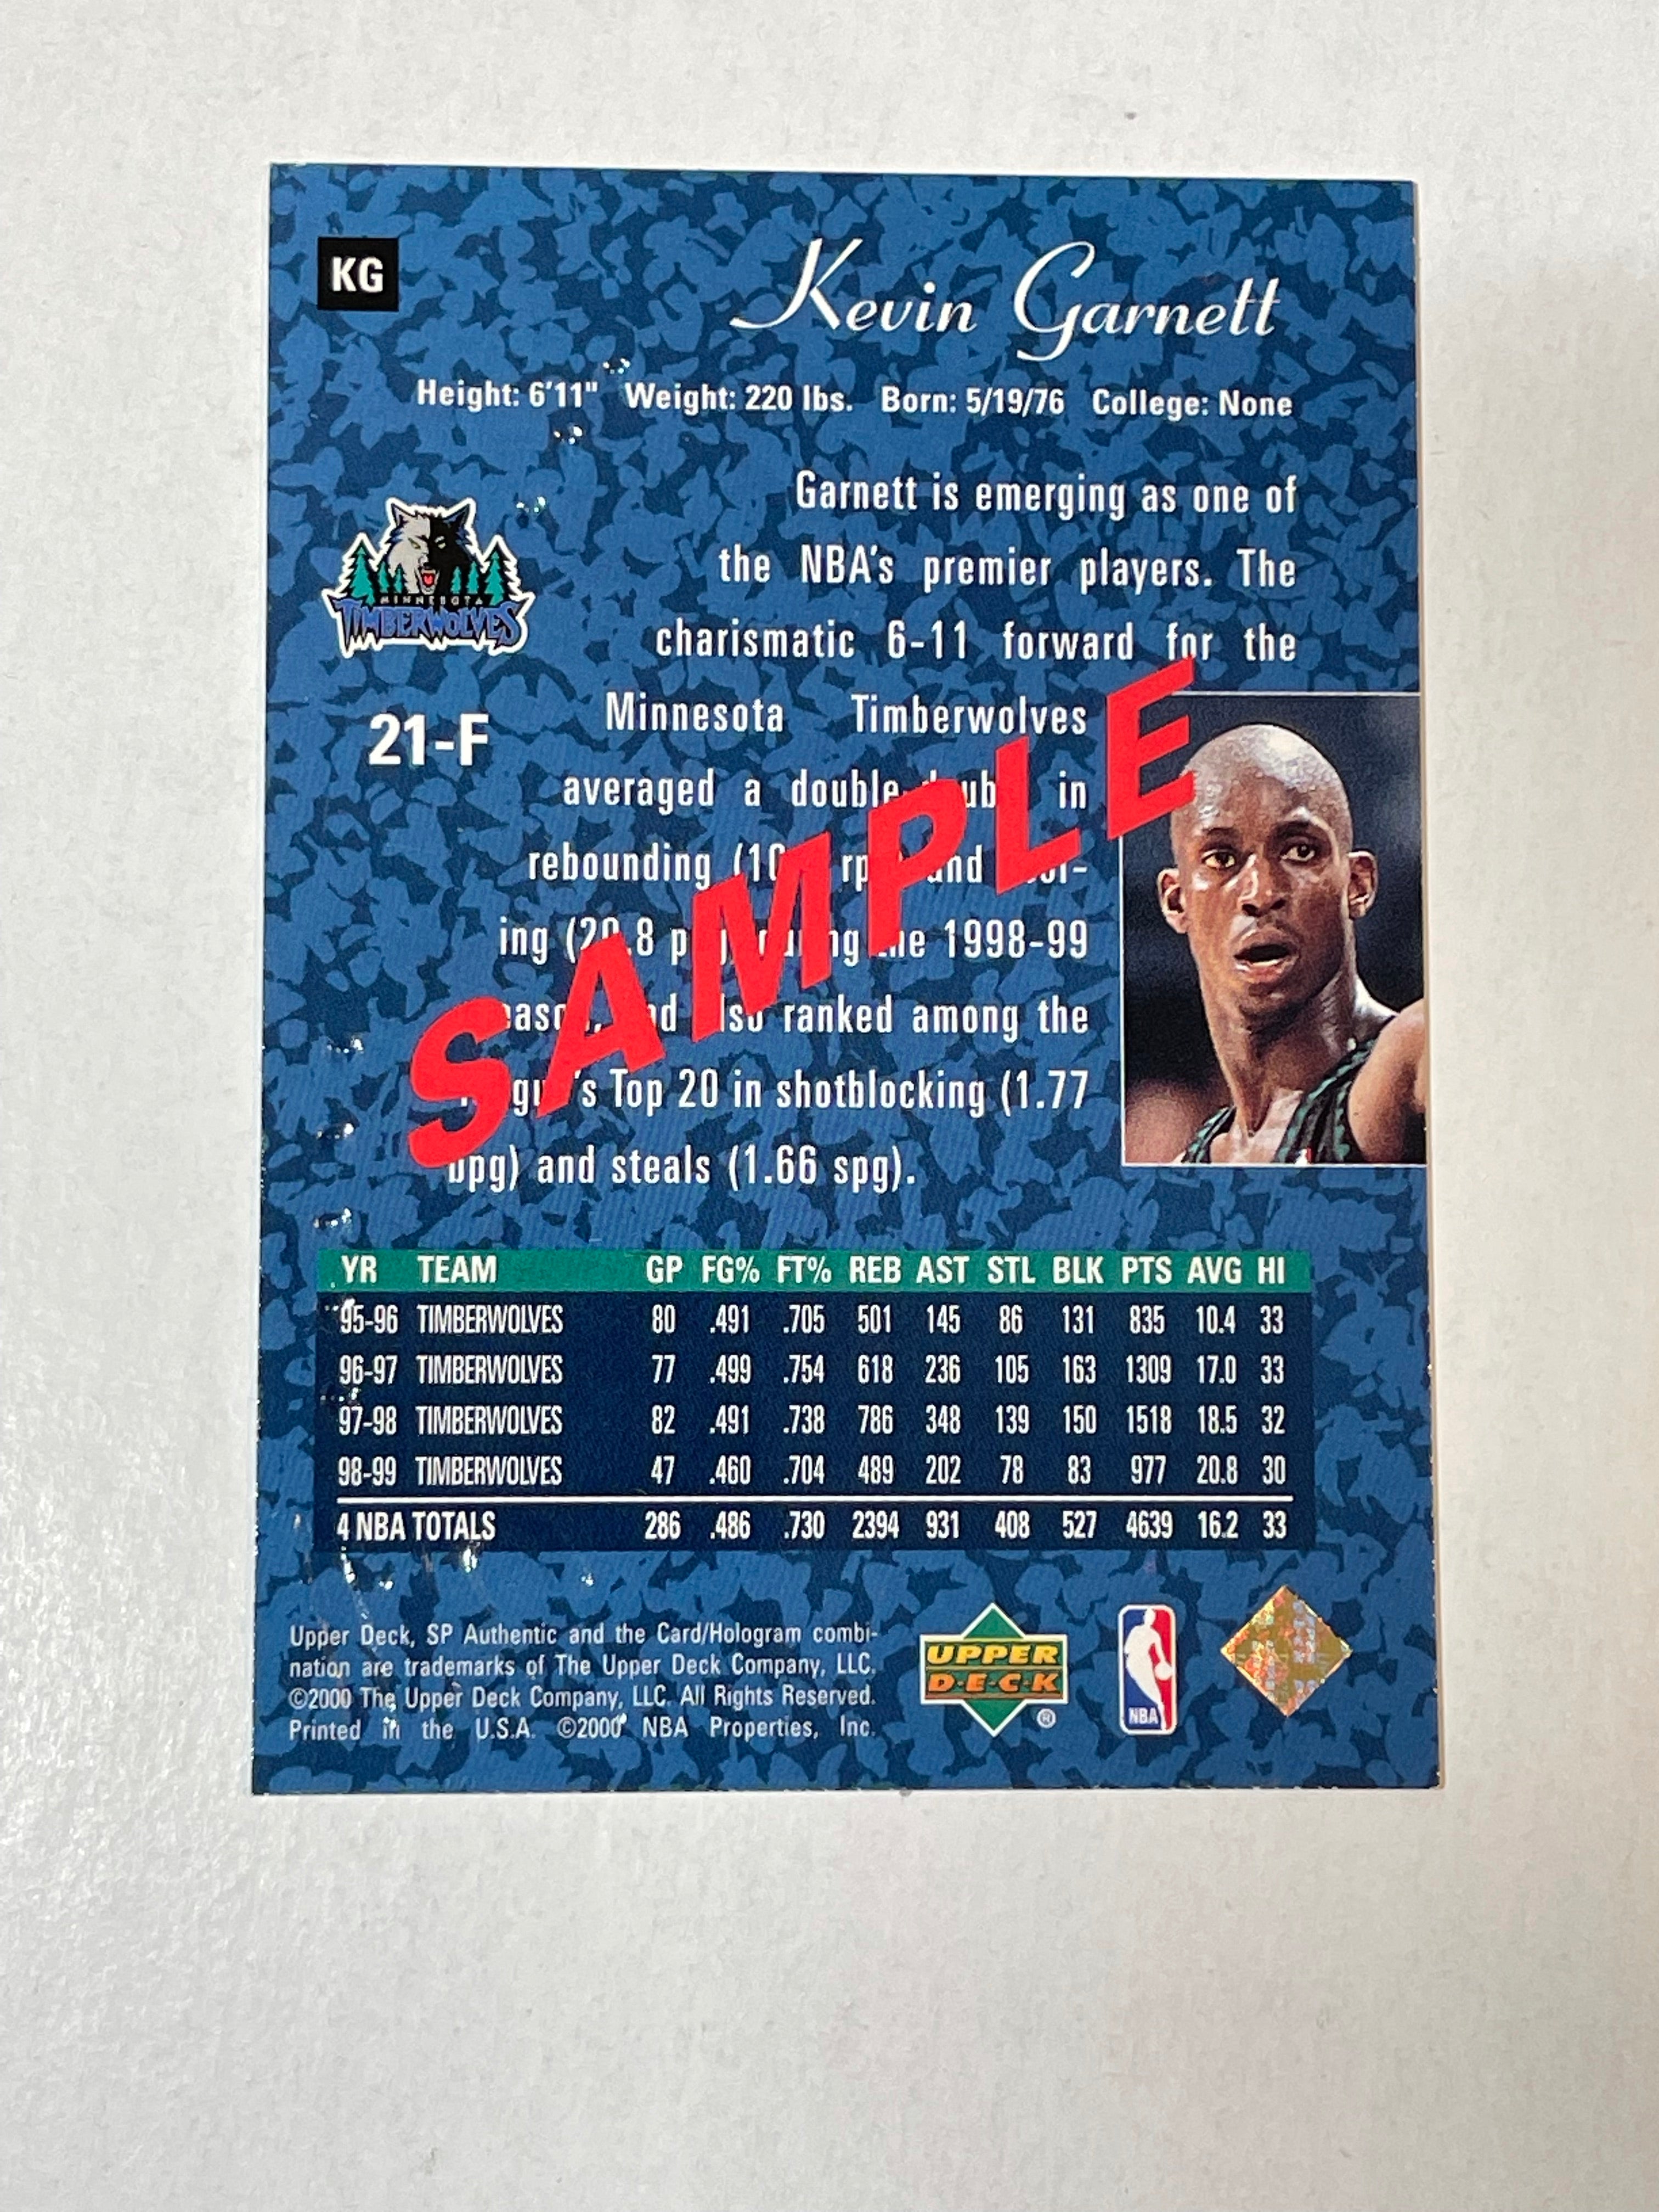 KG
Kevin Garnett
Height: 6'11" Weight: 220 lbs. Born: 5/19/76 College: None
Garnett is emerging as one of
the NBA's premier players. The
charismatic 6-11 forward for the
MINNESOTA
TIMBERWOLVES
21-F
Minnesota Timberwolves
averaged a in
rebounding
ing 1998-99
ranked among the
Top 20 in shotblocking (1.77
bpg) and steals (1.66 spg).
SAMPLE
YR TEAM GP FG% FT% REB AST STL BLK PTS AVG HI
95-96 TIMBERWOLVES 80 .491 .705 501 145 86 131 835 10.4 33
96-97 TIMBERWOLVES 77 .499 .754 618 236 105 163 1309 17.0 33
97-98 TIMBERWOLVES 82 .491 .738 786 348 139 150 1518 18.5 32
98-99 TIMBERWOLVES 47 .460 .704 489 202 78 83 977 20.8 30
4 NBA TOTALS 286 .486 .730 2394 931 408 527 4639 16.2 33
Upper Deck, SP Authentic and the Card/Hologram combi-
nation are trademarks of The Upper Deck Company, LLC.
©2000 The Upper Deck Company, LLC. All Rights Reserved.
Printed in the U.S.A. ©2000 NBA Properties, Inc.
UPPER
DECK
®
NBA